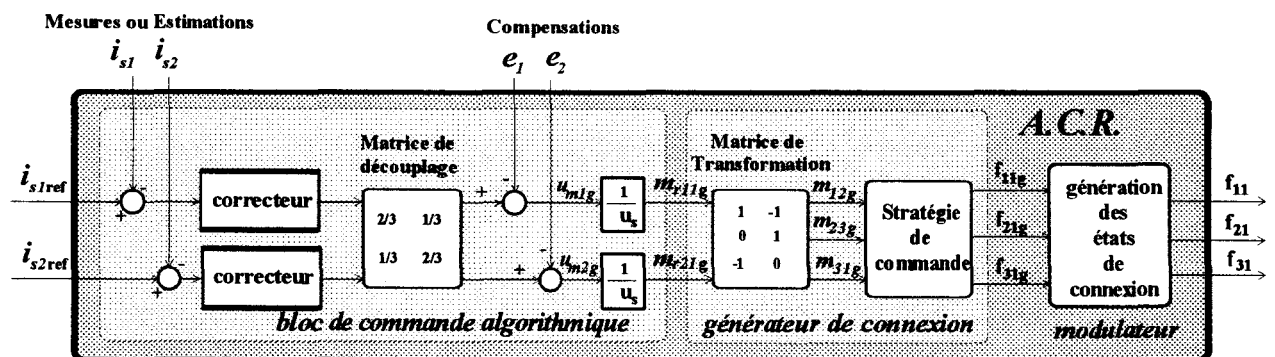 Mesures ou Estimations
i_s1 i_s2
Compensations
e_1 e_2
A.C.R.
Matrice de
découplage
Matrice de
Transformation
i_s1ref
i_s2ref
-
+
-
+
correcteur
correcteur
2/3 1/3
1/3 2/3
+
-
+
-
u_m1g
u_m2g
1
u_s
1
u_s
m_r11g
m_r21g
1 -1
0 1
-1 0
m_12g
m_23g
m_31g
Stratégie
de
commande
f_11g
f_21g
f_31g
génération
des
états
de
connexion
f_11
f_21
f_31
bloc de commande algorithmique
générateur de connexion
modulateur